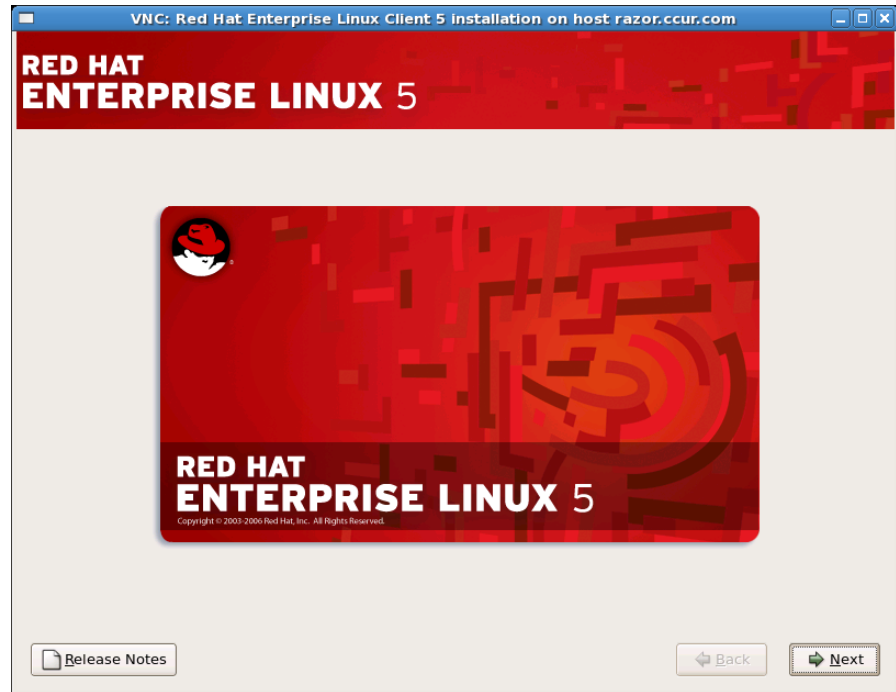 VNC: Red Hat Enterprise Linux Client 5 installation on host razor.ccur.com
RED HAT
ENTERPRISE LINUX 5
RED HAT
ENTERPRISE LINUX 5
Copyright © 2003-2006 Red Hat, Inc. All Rights Reserved.
Release Notes
Back
Next